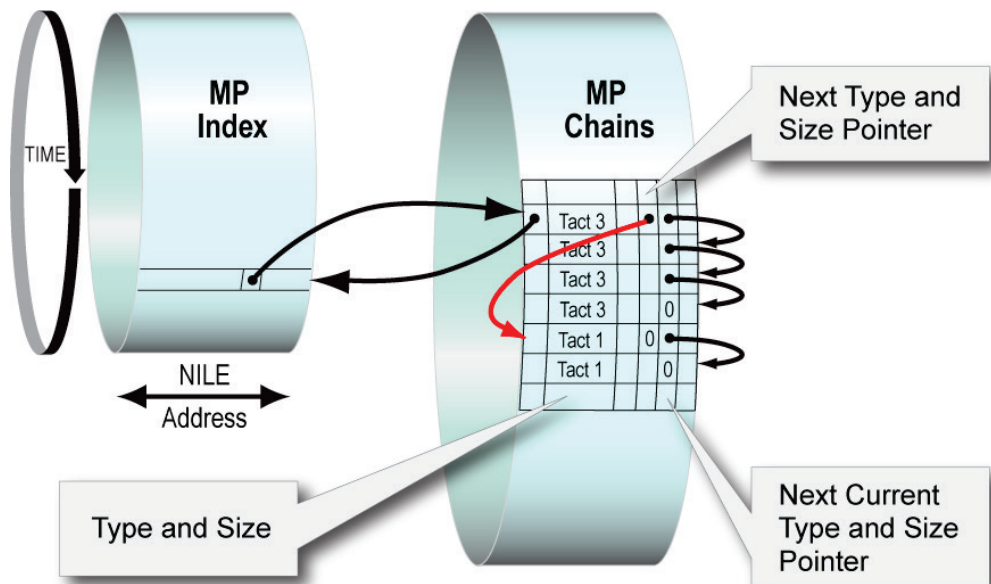 TIME
MP
Index
NILE
Address
MP
Chains
Next Type and
Size Pointer
Tact 3
Tact 3
Tact 3
Tact 3 0
Tact 1 0
Tact 1 0
Type and Size
Next Current
Type and Size
Pointer